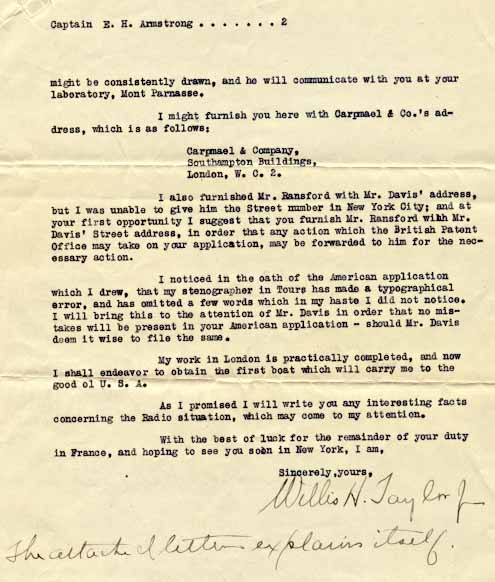 Captain E. H. Armstrong . . . . . . . 2
might be consistently drawn, and he will communicate with you at your
laboratory, Mont Parnasse.
I might furnish you here with Carpmael & Co.'s ad-
dress, which is as follows:
Carpmael & Company,
Southampton Buildings,
London, W. C. 2.
I also furnished Mr. Ransford with Mr. Davis' address,
but I was unable to give him the Street number in New York City; and at
your first opportunity I suggest that you furnish Mr. Ransford with Mr.
Davis' Street address, in order that any action which the British Patent
Office may take on your application, may be forwarded to him for the nec-
essary action.
I noticed in the oath of the American application
which I drew, that my stenographer in Tours has made a typographical
error, and has omitted a few words which in my haste I did not notice.
I will bring this to the attention of Mr. Davis in order that no mis-
takes will be present in your American application - should Mr. Davis
deem it wise to file the same.
My work in London is practically completed, and now
I shall endeavor to obtain the first boat which will carry me to the
good ol U. S. A.
As I promised I will write you any interesting facts
concerning the Radio situation, which may come to my attention.
With the best of luck for the remainder of your duty
in France, and hoping to see you soon in New York, I am,
Sincerely yours,
Willis H. Taylor Jr
The attached letter explains itself.